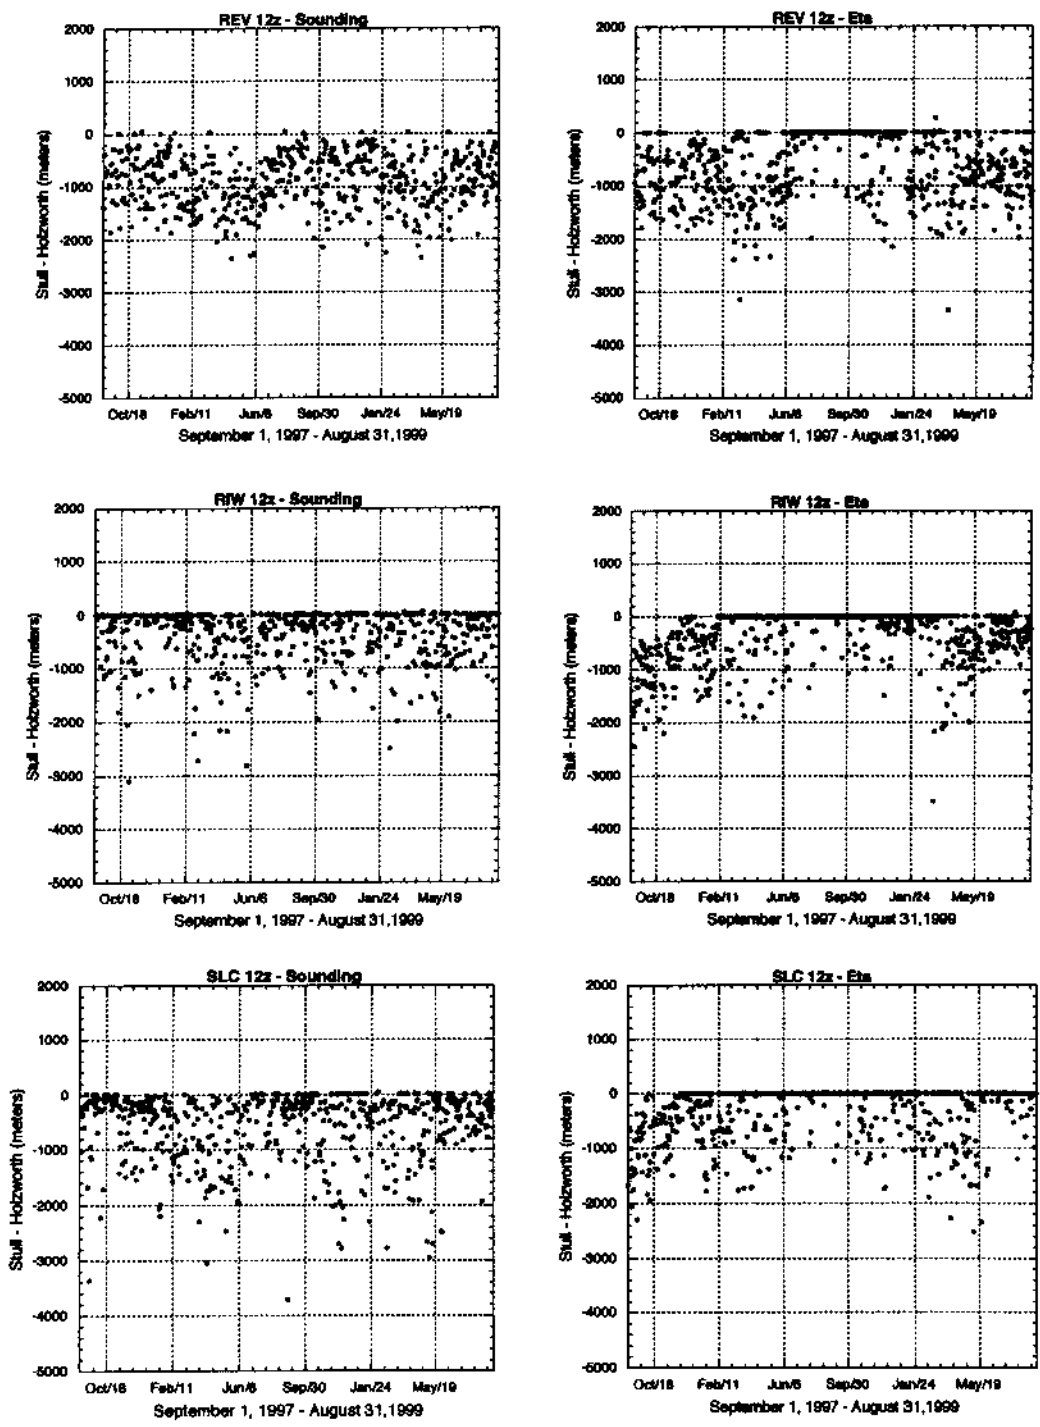 REV 12z - Sounding
2000
1000
0
-1000
-2000
-3000
-4000
-5000
Stull - Holzworth (meters)
Oct/18 Feb/11 Jun/6 Sep/30 Jan/24 May/19
September 1, 1997 - August 31,1999
REV 12z - Eta
2000
1000
0
-1000
-2000
-3000
-4000
-5000
Stull - Holzworth (meters)
Oct/18 Feb/11 Jun/6 Sep/30 Jan/24 May/19
September 1, 1997 - August 31,1999
RIW 12z - Sounding
2000
1000
0
-1000
-2000
-3000
-4000
-5000
Stull - Holzworth (meters)
Oct/18 Feb/11 Jun/6 Sep/30 Jan/24 May/19
September 1, 1997 - August 31,1999
RIW 12z - Eta
2000
1000
0
-1000
-2000
-3000
-4000
-5000
Stull - Holzworth (meters)
Oct/18 Feb/11 Jun/6 Sep/30 Jan/24 May/19
September 1, 1997 - August 31,1999
SLC 12z - Sounding
2000
1000
0
-1000
-2000
-3000
-4000
-5000
Stull - Holzworth (meters)
Oct/18 Feb/11 Jun/6 Sep/30 Jan/24 May/19
September 1, 1997 - August 31,1999
SLC 12z - Eta
2000
1000
0
-1000
-2000
-3000
-4000
-5000
Stull - Holzworth (meters)
Oct/18 Feb/11 Jun/6 Sep/30 Jan/24 May/19
September 1, 1997 - August 31,1999